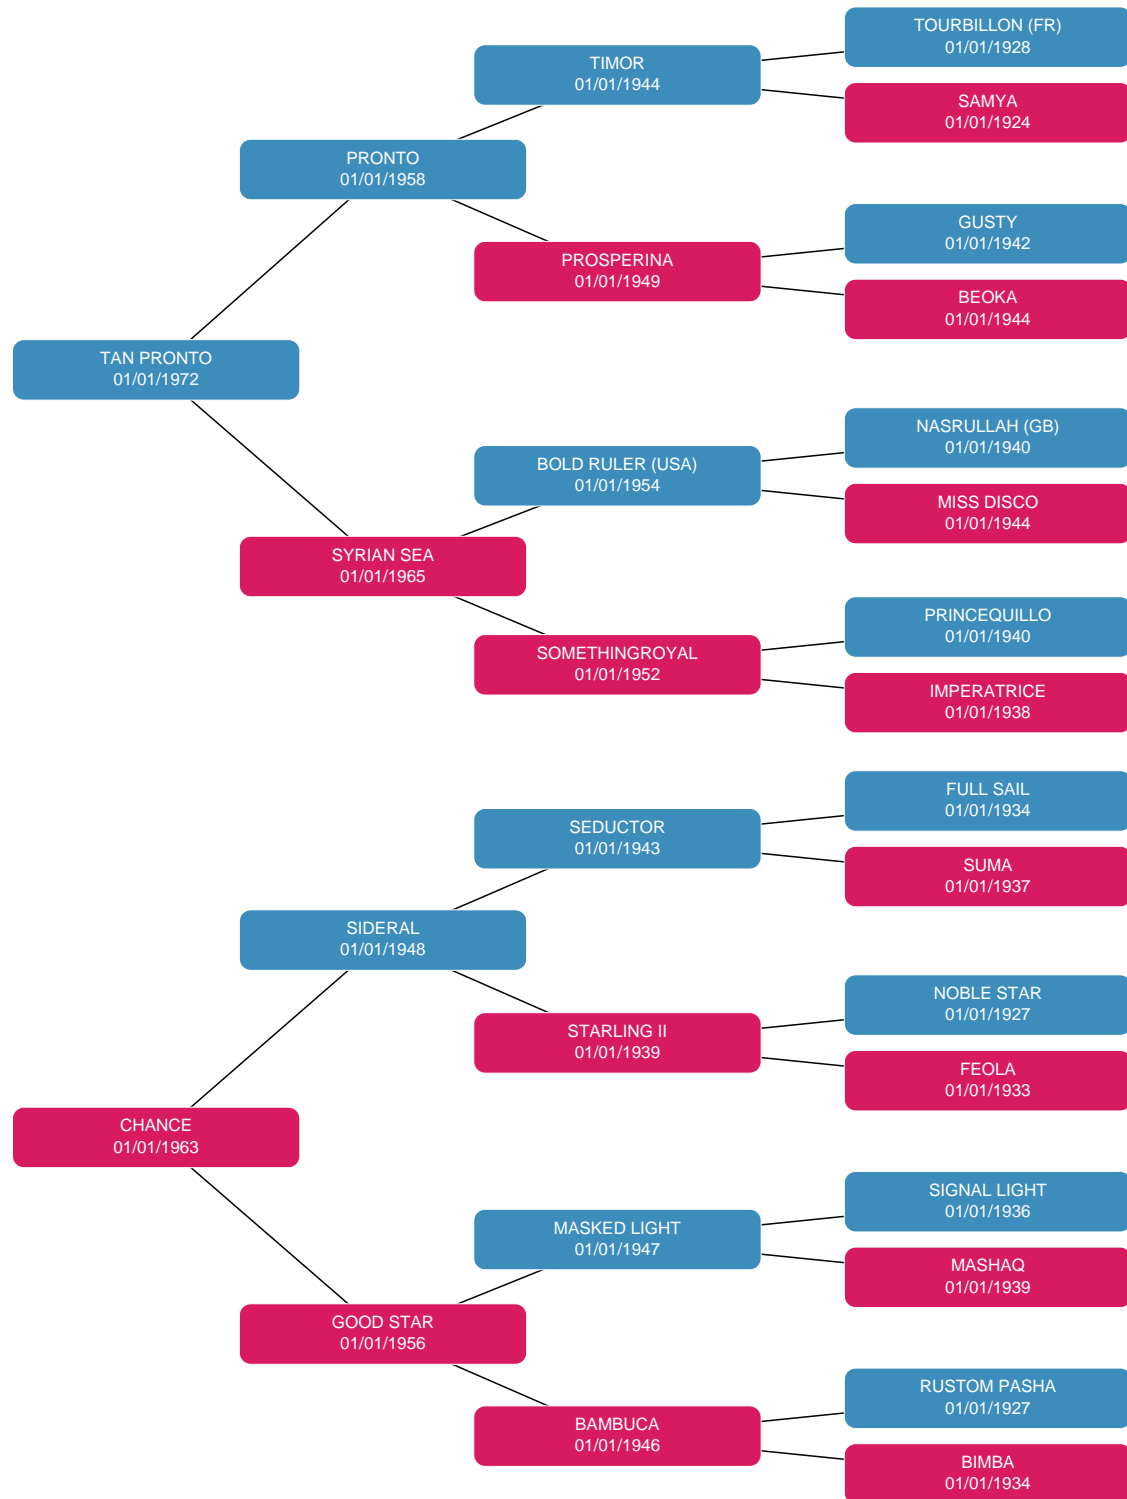 TOURBILLON (FR)
01/01/1928
TIMOR
01/01/1944
SAMYA
01/01/1924
PRONTO
01/01/1958
GUSTY
01/01/1942
PROSPERINA
01/01/1949
BEOKA
01/01/1944
TAN PRONTO
01/01/1972
NASRULLAH (GB)
01/01/1940
BOLD RULER (USA)
01/01/1954
MISS DISCO
01/01/1944
SYRIAN SEA
01/01/1965
PRINCEQUILLO
01/01/1940
SOMETHINGROYAL
01/01/1952
IMPERATRICE
01/01/1938
FULL SAIL
01/01/1934
SEDUCTOR
01/01/1943
SUMA
01/01/1937
SIDERAL
01/01/1948
NOBLE STAR
01/01/1927
STARLING II
01/01/1939
FEOLA
01/01/1933
CHANCE
01/01/1963
SIGNAL LIGHT
01/01/1936
MASKED LIGHT
01/01/1947
MASHAQ
01/01/1939
GOOD STAR
01/01/1956
RUSTOM PASHA
01/01/1927
BAMBUCA
01/01/1946
BIMBA
01/01/1934